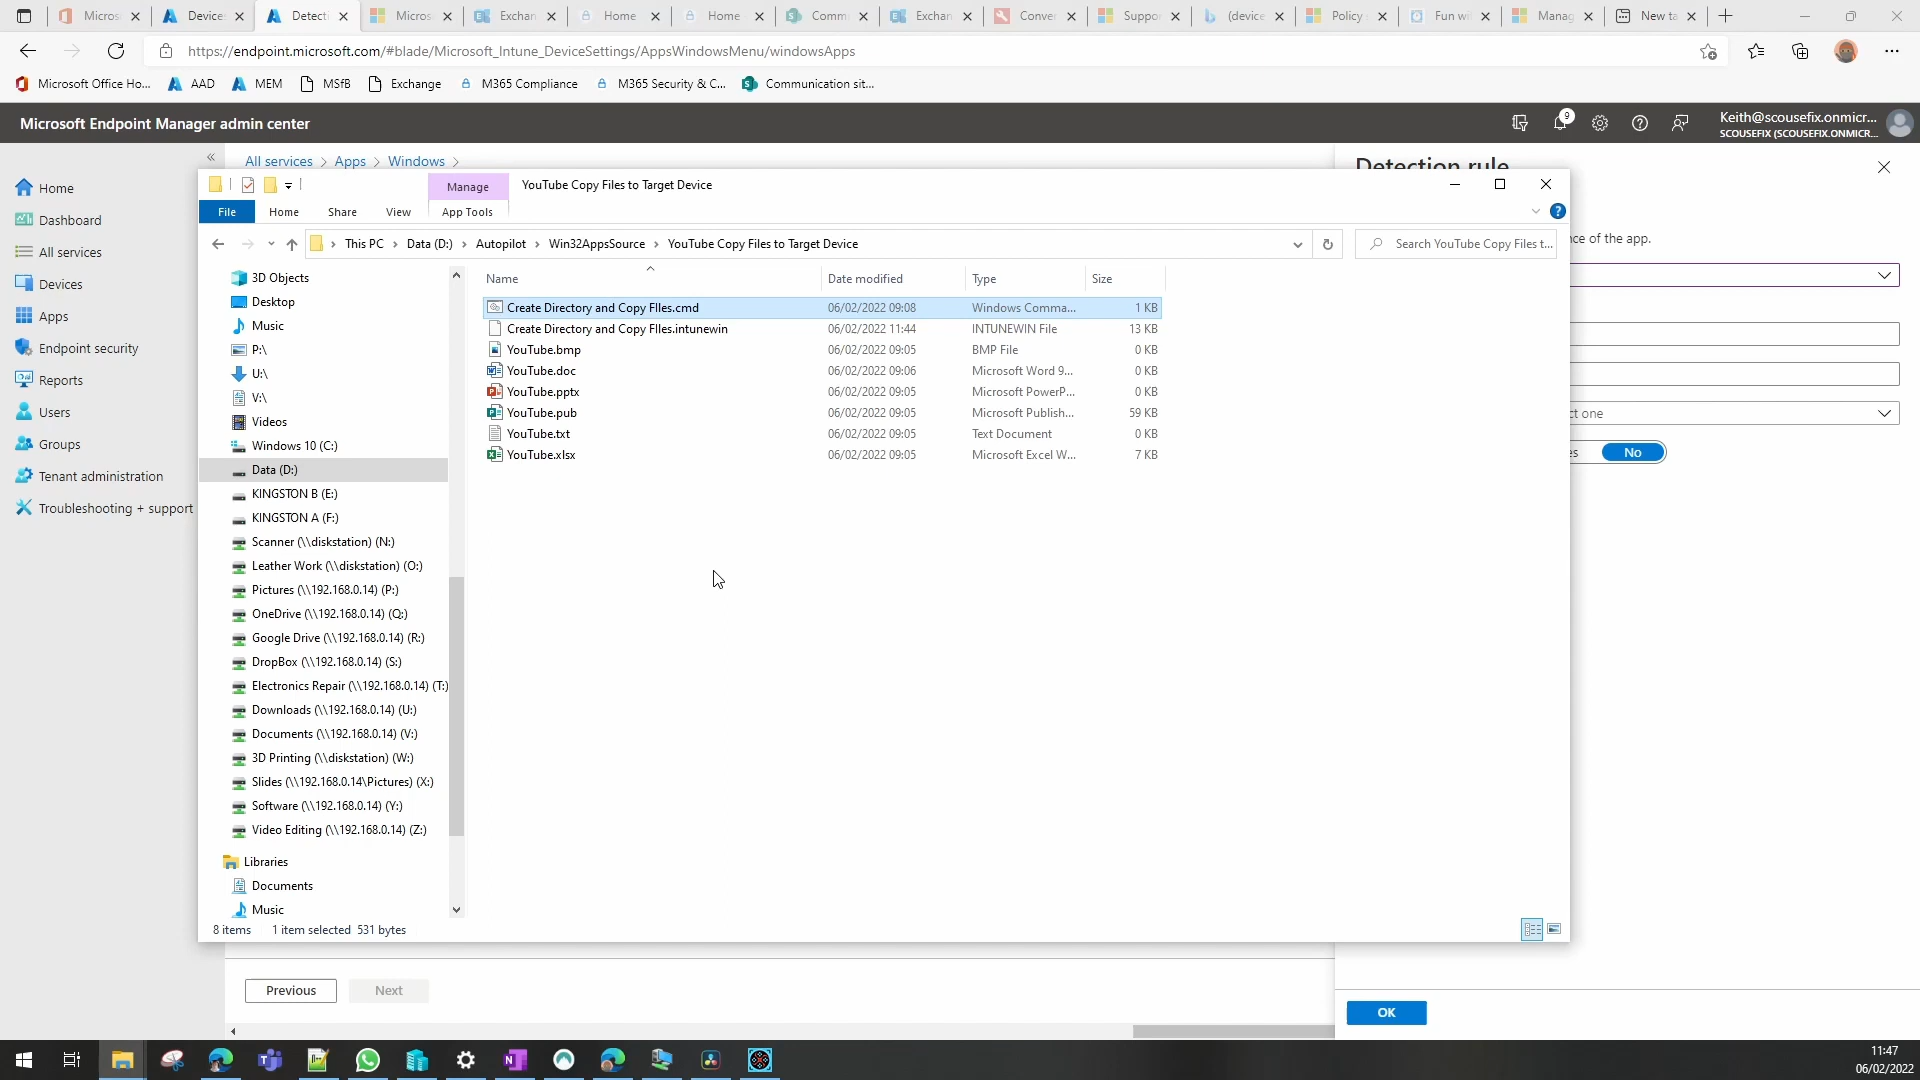 Micros
Devices
Detecti
Micros
Exchan
Home
Home
Comm
Exchan
Conver
Suppor
(device
Policy
Fun wi
Manag
New ta
https://endpoint.microsoft.com/#blade/Microsoft_Intune_DeviceSettings/AppsWindowsMenu/windowsApps
Microsoft Office Ho...
AAD
MEM
MSfB
Exchange
M365 Compliance
M365 Security & C...
Communication sit...
Microsoft Endpoint Manager admin center
9
Keith@scousefix.onmicr...
SCOUSEFIX (SCOUSEFIX.ONMICR...
Home
Dashboard
All services
Devices
Apps
Endpoint security
Reports
Users
Groups
Tenant administration
Troubleshooting + support
All services > Apps > Windows >
Detection rule
nce of the app.
ct one
es
No
Manage
YouTube Copy Files to Target Device
File
Home
Share
View
App Tools
This PC > Data (D:) > Autopilot > Win32AppsSource > YouTube Copy Files to Target Device
Search YouTube Copy Files t...
3D Objects
Desktop
Music
P:\
U:\
V:\
Videos
Windows 10 (C:)
Data (D:)
KINGSTON B (E:)
KINGSTON A (F:)
Scanner (\\diskstation) (N:)
Leather Work (\\diskstation) (O:)
Pictures (\\192.168.0.14) (P:)
OneDrive (\\192.168.0.14) (Q:)
Google Drive (\\192.168.0.14) (R:)
DropBox (\\192.168.0.14) (S:)
Electronics Repair (\\192.168.0.14) (T:)
Downloads (\\192.168.0.14) (U:)
Documents (\\192.168.0.14) (V:)
3D Printing (\\diskstation) (W:)
Slides (\\192.168.0.14\Pictures) (X:)
Software (\\192.168.0.14) (Y:)
Video Editing (\\192.168.0.14) (Z:)
Libraries
Documents
Music
Name Date modified Type Size
Create Directory and Copy FIles.cmd 06/02/2022 09:08 Windows Comma... 1 KB
Create Directory and Copy FIles.intunewin 06/02/2022 11:44 INTUNEWIN File 13 KB
YouTube.bmp 06/02/2022 09:05 BMP File 0 KB
YouTube.doc 06/02/2022 09:06 Microsoft Word 9... 0 KB
YouTube.pptx 06/02/2022 09:05 Microsoft PowerP... 0 KB
YouTube.pub 06/02/2022 09:05 Microsoft Publish... 59 KB
YouTube.txt 06/02/2022 09:05 Text Document 0 KB
YouTube.xlsx 06/02/2022 09:05 Microsoft Excel W... 7 KB
8 items 1 item selected 531 bytes
Previous
Next
OK
11:47
06/02/2022